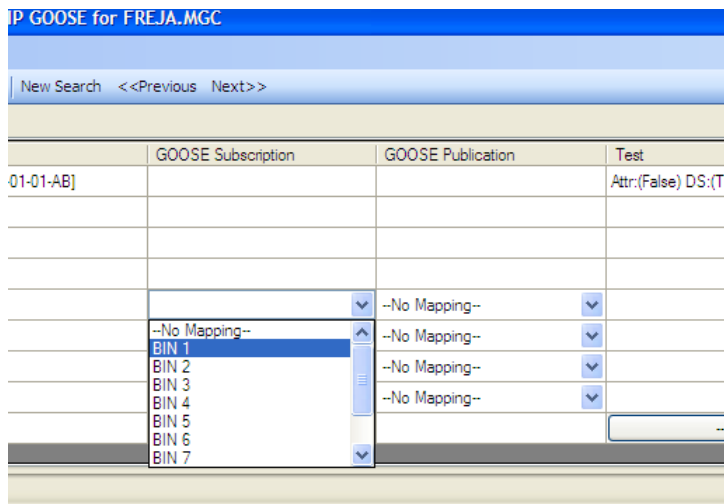 IP GOOSE for FREJA.MGC
New Search <<Previous Next>>
GOOSE Subscription GOOSE Publication Test
-01-01-AB] Attr:(False) DS:(T
--No Mapping--
--No Mapping-- --No Mapping--
BIN 1
BIN 2 --No Mapping--
BIN 3
BIN 4 --No Mapping--
BIN 5
BIN 6 --
BIN 7